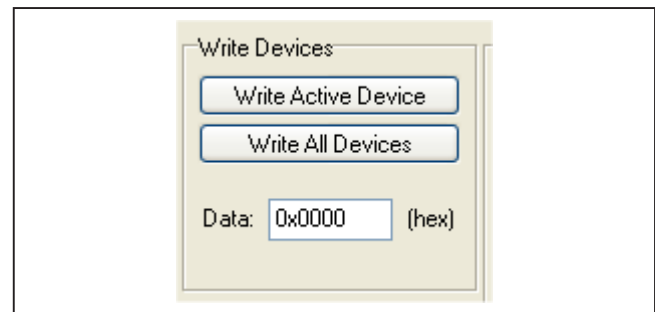 Write Devices
Write Active Device
Write All Devices
Data: 0x0000 (hex)